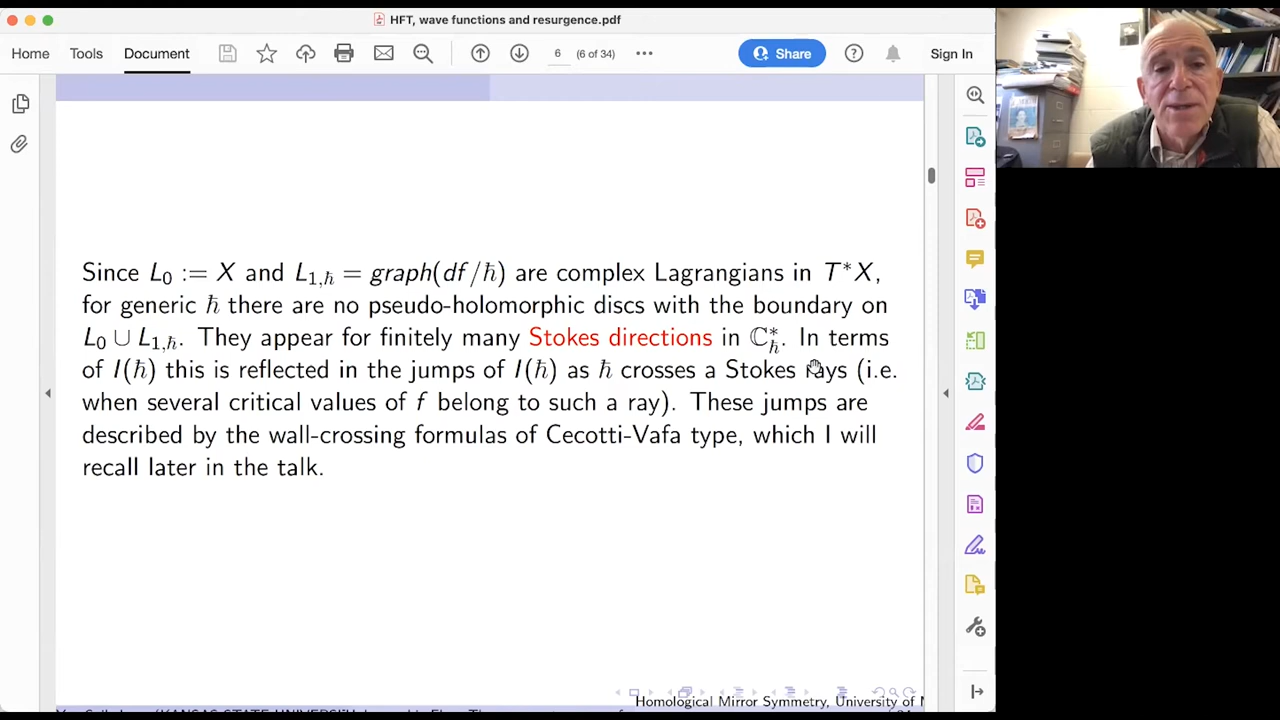 HFT, wave functions and resurgence.pdf
Home Tools Document 6 (6 of 34) Share Sign In
Since L₀ := X and L₁,ℏ = graph(df/ℏ) are complex Lagrangians in T*X,
for generic ℏ there are no pseudo-holomorphic discs with the boundary on
L₀ ∪ L₁,ℏ. They appear for finitely many Stokes directions in ℂ*ℏ. In terms
of I(ℏ) this is reflected in the jumps of I(ℏ) as ℏ crosses a Stokes rays (i.e.
when several critical values of f belong to such a ray). These jumps are
described by the wall-crossing formulas of Cecotti-Vafa type, which I will
recall later in the talk.
Homological Mirror Symmetry, University of